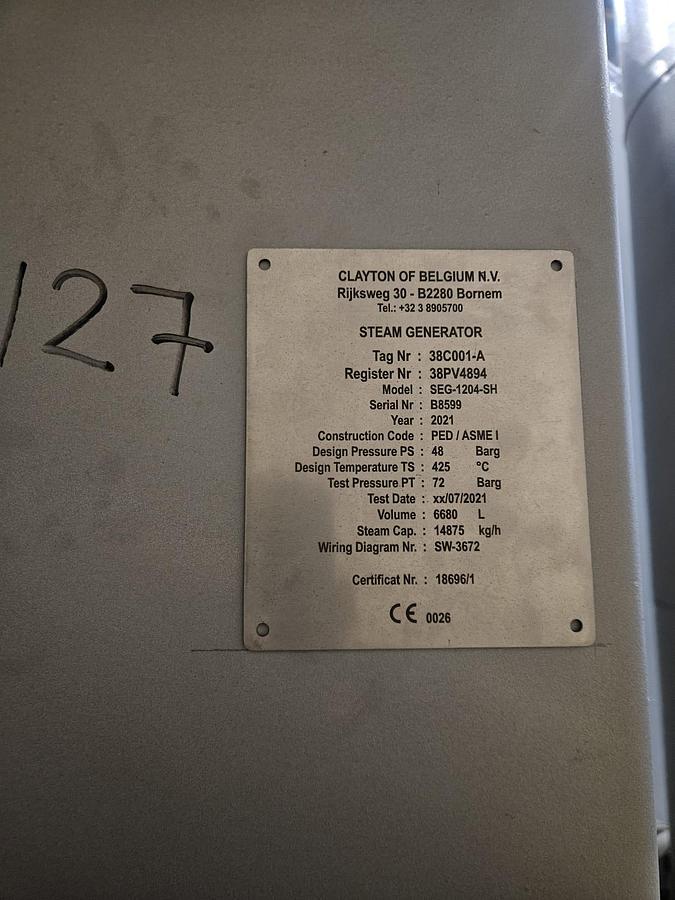 127
CLAYTON OF BELGIUM N.V.
Rijksweg 30 - B2280 Bornem
Tel.: +32 3 8905700
STEAM GENERATOR
Tag Nr : 38C001-A
Register Nr : 38PV4894
Model : SEG-1204-SH
Serial Nr : B8599
Year : 2021
Construction Code : PED / ASME I
Design Pressure PS : 48 Barg
Design Temperature TS : 425 °C
Test Pressure PT : 72 Barg
Test Date : xx/07/2021
Volume : 6680 L
Steam Cap. : 14875 kg/h
Wiring Diagram Nr. : SW-3672
Certificat Nr. : 18696/1
CE 0026